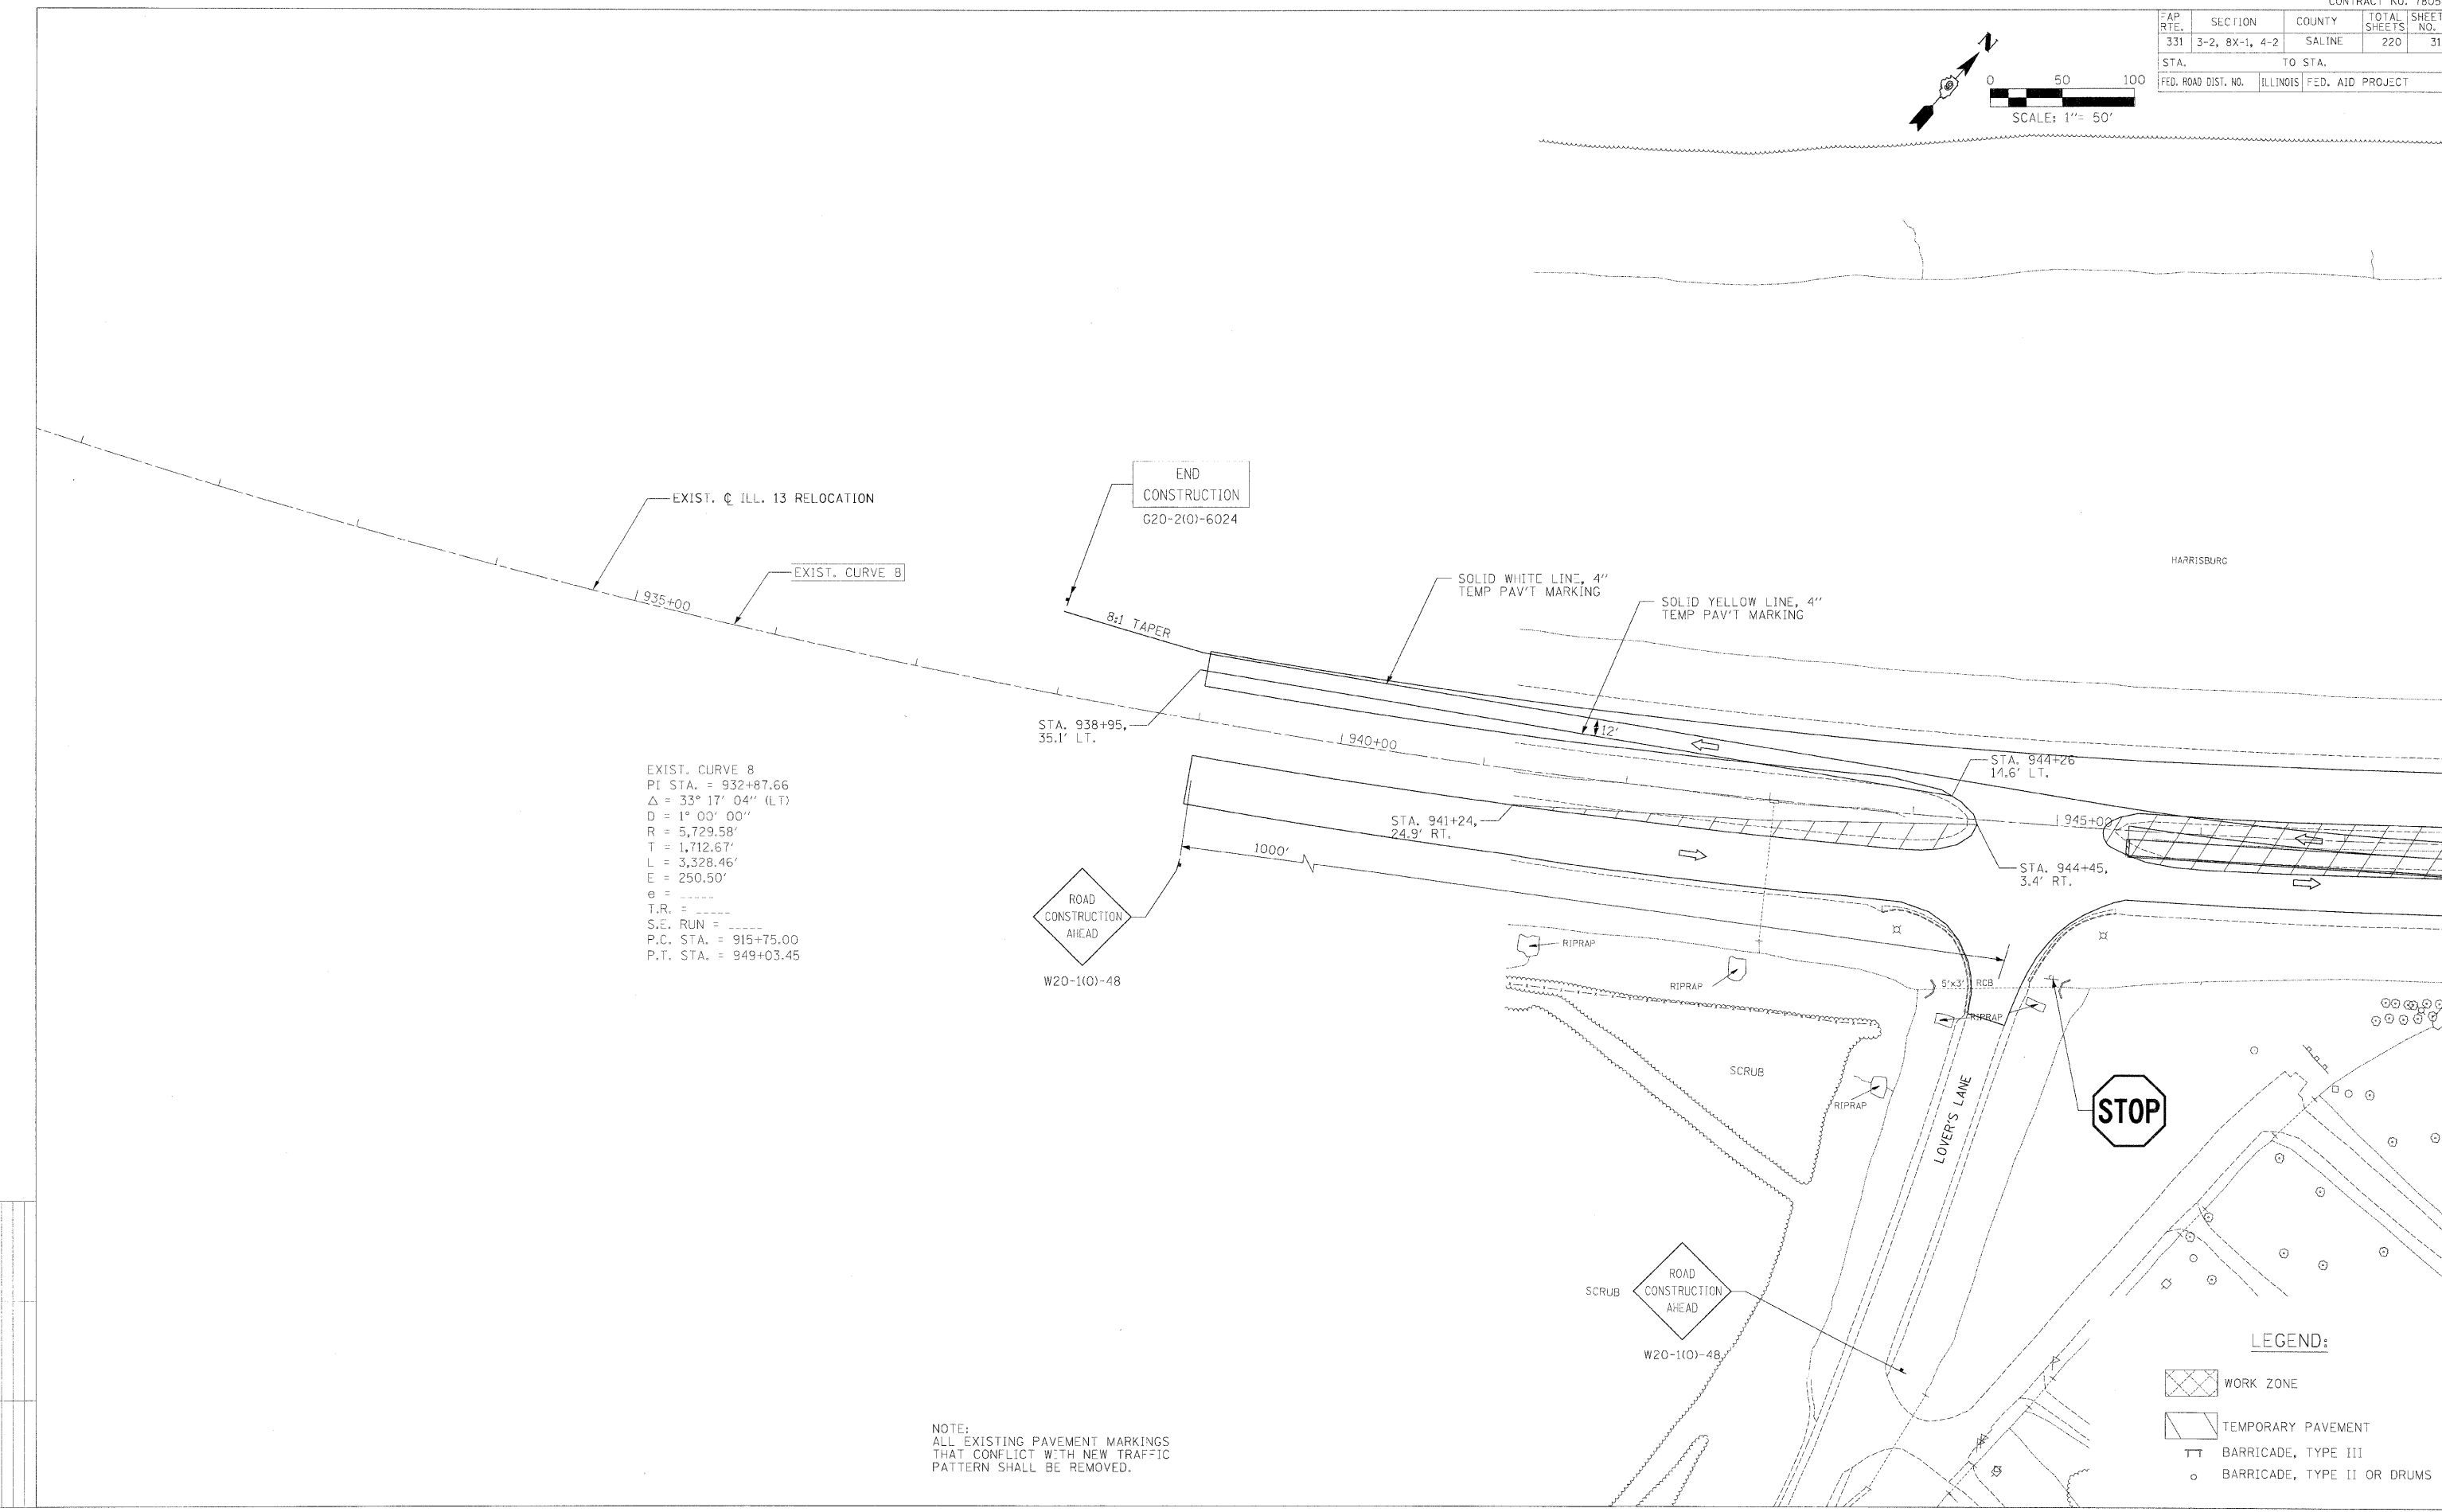 CONTRACT NO. 7805
FAP RTE. SECTION COUNTY TOTAL SHEETS SHEET NO.
331 3-2, 8X-1, 4-2 SALINE 220 31
STA. TO STA.
FED. ROAD DIST. NO. ILLINOIS FED. AID PROJECT
N
0 50 100
SCALE: 1"= 50'
END
CONSTRUCTION
G20-2(O)-6024
EXIST. ℄ ILL. 13 RELOCATION
EXIST. CURVE 8
HARRISBURG
935+00
8:1 TAPER
SOLID WHITE LINE, 4"
TEMP PAV'T MARKING
SOLID YELLOW LINE, 4"
TEMP PAV'T MARKING
STA. 938+95,
35.1' LT.
12'
940+00
STA. 944+26
14.6' LT.
STA. 941+24,
24.9' RT.
945+00
STA. 944+45,
3.4' RT.
1000'
EXIST. CURVE 8
PI STA. = 932+87.66
Δ = 33° 17' 04" (LT)
D = 1° 00' 00"
R = 5,729.58'
T = 1,712.67'
L = 3,328.46'
E = 250.50'
e = _____
T.R. = _____
S.E. RUN = _____
P.C. STA. = 915+75.00
P.T. STA. = 949+03.45
ROAD
CONSTRUCTION
AHEAD
W20-1(O)-48
RIPRAP
RIPRAP
5'x3' RCB
RIPRAP
SCRUB
RIPRAP
LOVER'S LANE
STOP
SCRUB
ROAD
CONSTRUCTION
AHEAD
W20-1(O)-48
LEGEND:
WORK ZONE
TEMPORARY PAVEMENT
BARRICADE, TYPE III
BARRICADE, TYPE II OR DRUMS
NOTE:
ALL EXISTING PAVEMENT MARKINGS
THAT CONFLICT WITH NEW TRAFFIC
PATTERN SHALL BE REMOVED.